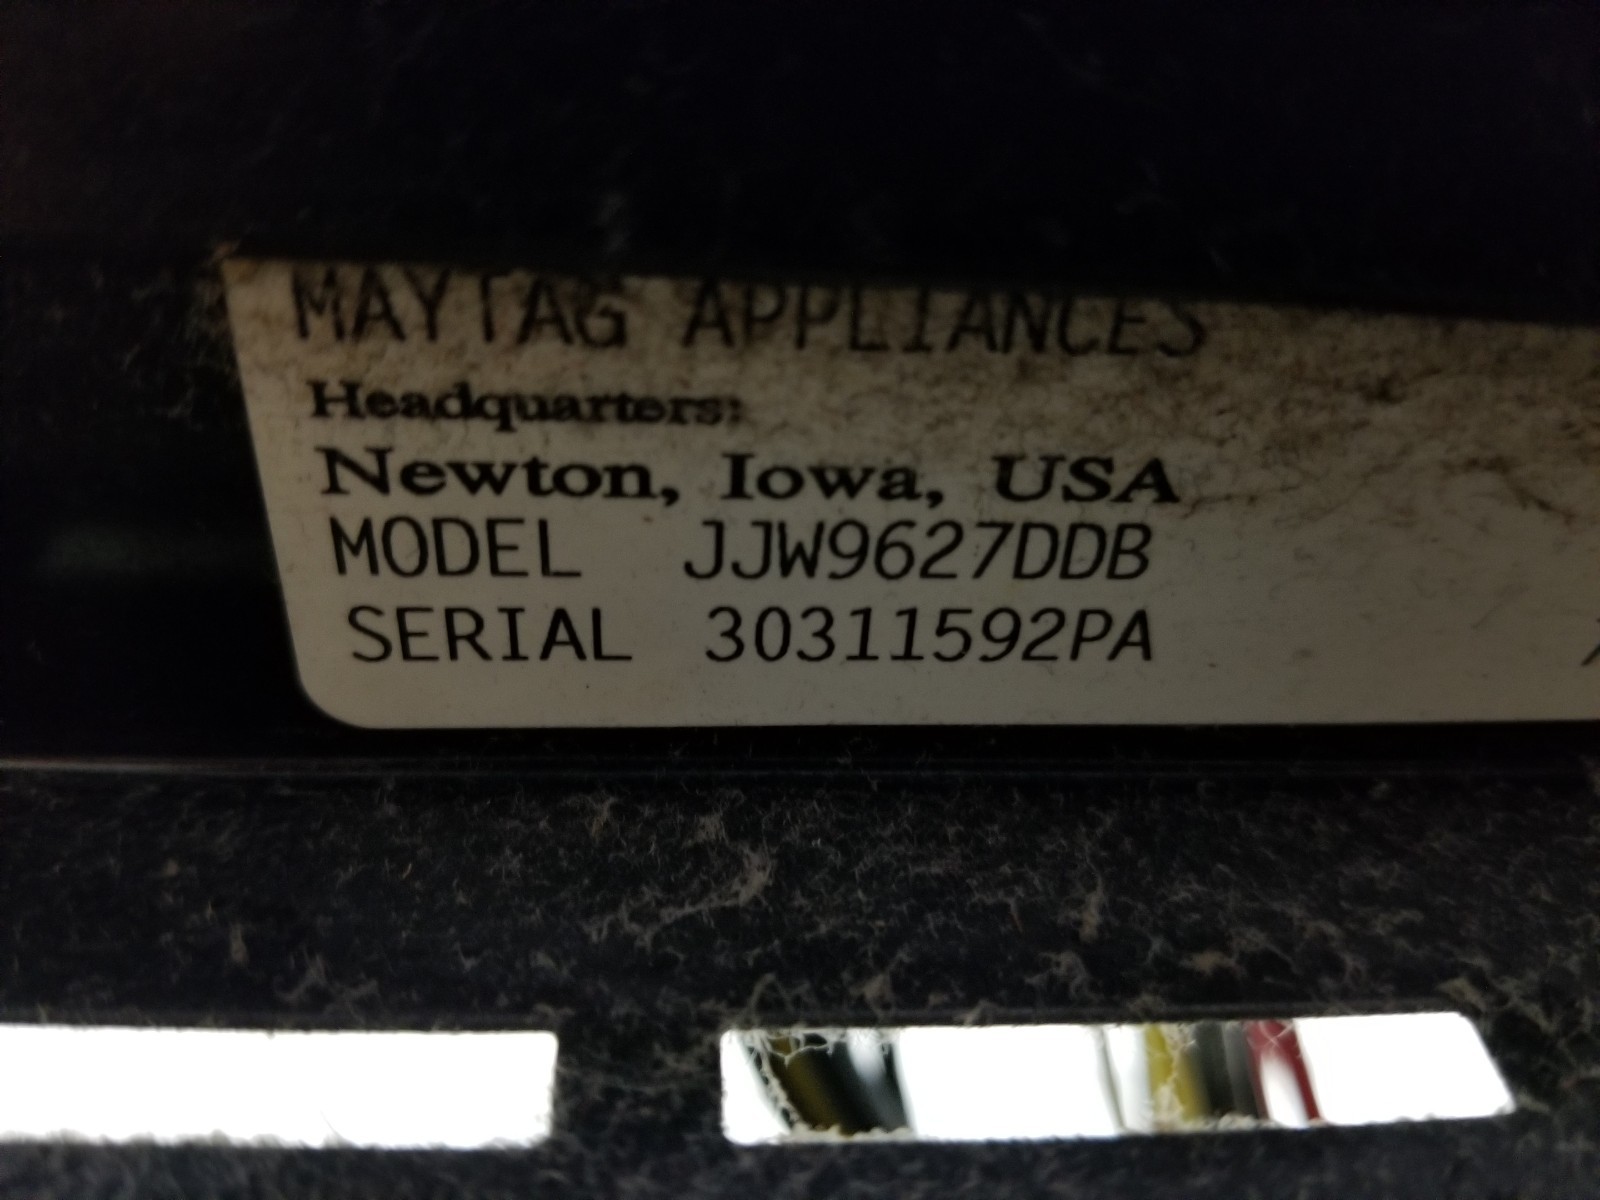 MAYTAG APPLIANCES
Headquarters:
Newton, Iowa, USA
MODEL JJW9627DDB
SERIAL 30311592PA